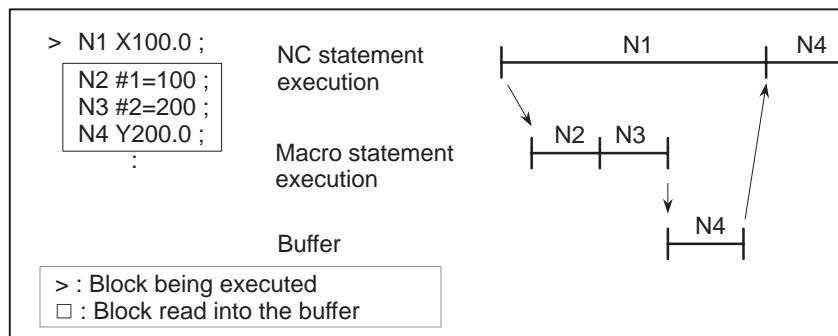 > N1 X100.0 ;
N2 #1=100 ;
N3 #2=200 ;
N4 Y200.0 ;
:
NC statement
execution
N1
N4
Macro statement
execution
N2
N3
Buffer
N4
> : Block being executed
□ : Block read into the buffer